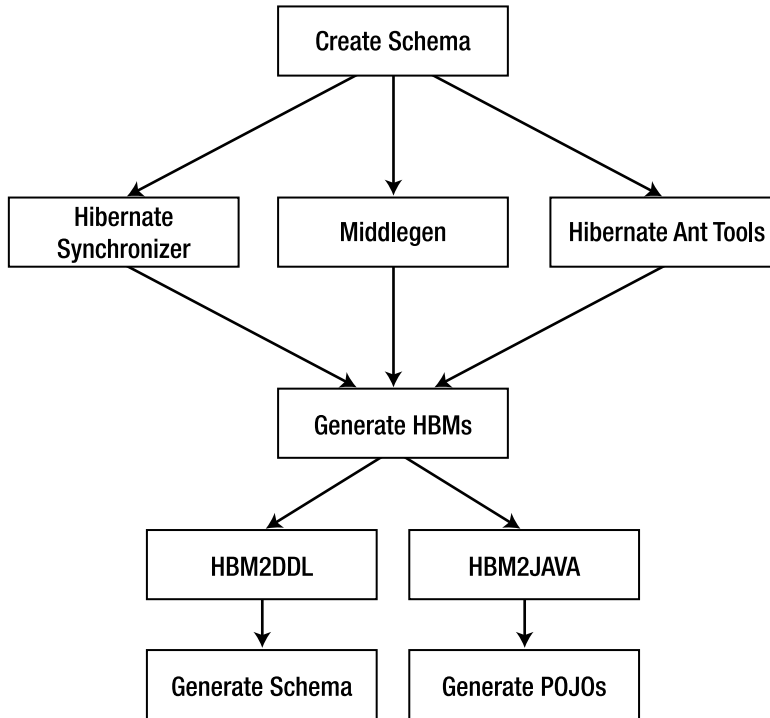 Create Schema
Hibernate
Synchronizer
Middlegen
Hibernate Ant Tools
Generate HBMs
HBM2DDL
HBM2JAVA
Generate Schema
Generate POJOs